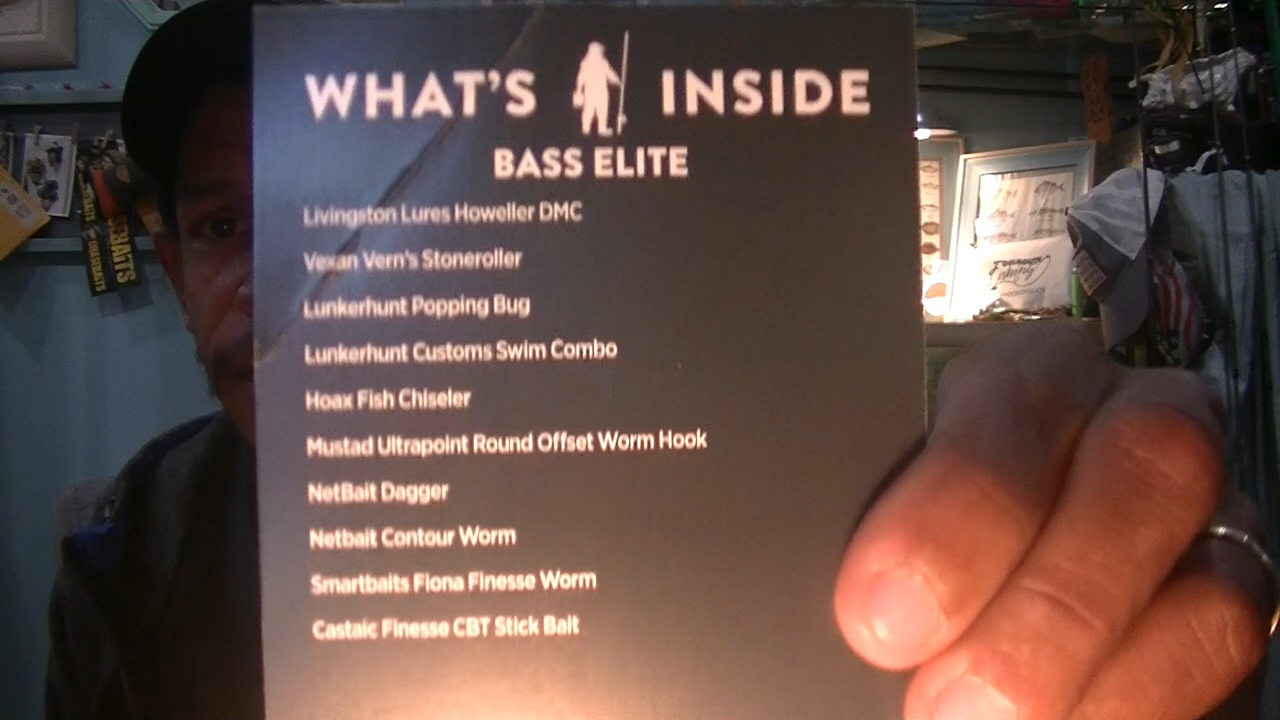 WHAT'S INSIDE
BASS ELITE
Livingston Lures Howeller DMC
Vexan Vern's Stoneroller
Lunkerhunt Popping Bug
Lunkerhunt Customs Swim Combo
Hoax Fish Chiseler
Mustad Ultrapoint Round Offset Worm Hook
NetBait Dagger
Netbait Contour Worm
Smartbaits Fiona Finesse Worm
Castaic Finesse CBT Stick Bait